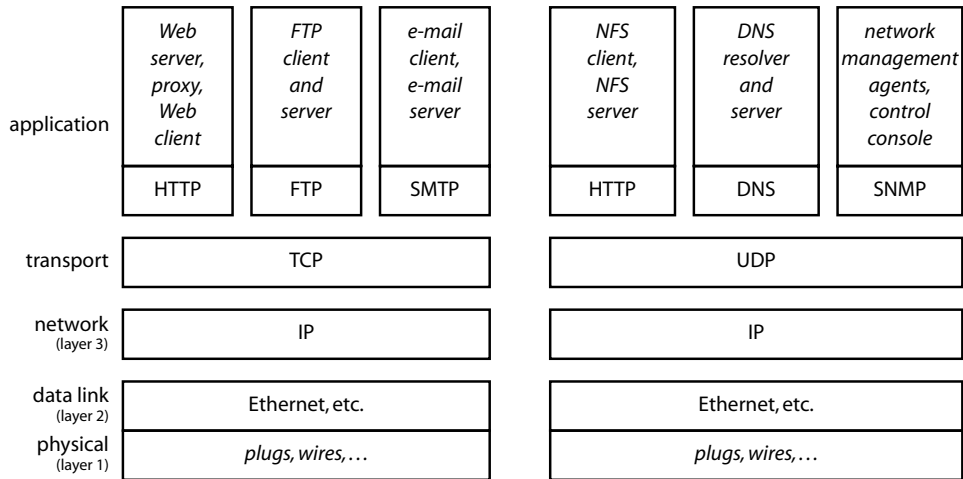 application
Web
server,
proxy,
Web
client
HTTP
FTP
client
and
server
FTP
e-mail
client,
e-mail
server
SMTP
NFS
client,
NFS
server
HTTP
DNS
resolver
and
server
DNS
network
management
agents,
control
console
SNMP
transport
TCP
UDP
network
(layer 3)
IP
IP
data link
(layer 2)
Ethernet, etc.
Ethernet, etc.
physical
(layer 1)
plugs, wires,…
plugs, wires,…